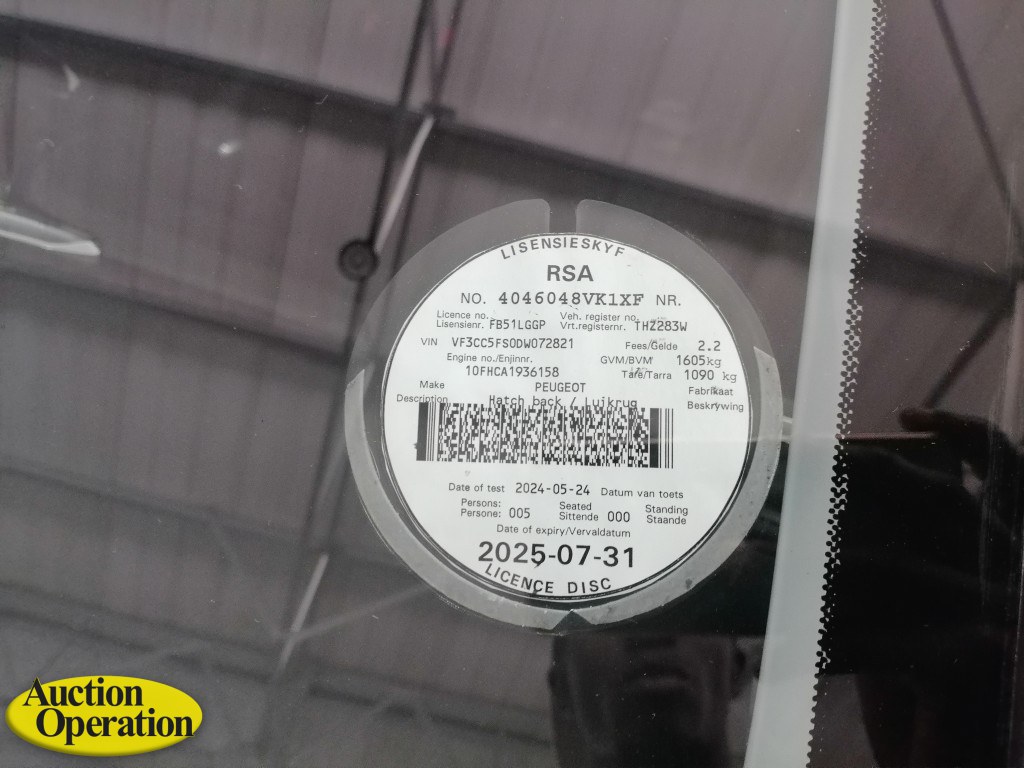 LISENSIESKYF
RSA
NO. 4046048VK1XF NR.
Licence no. Veh. register no.
Lisensienr. FB51LGGP Vrt.registernr. THZ283W
VIN VF3CC5FS0DW072821 Fees/Gelde 2.2
Engine no./Enjinnr. GVM/BVM 1605kg
10FHCA1936158 Tare/Tarra 1090 kg
Make PEUGEOT Fabrikaat
Description Hatch back / Luikrug Beskrywing
Date of test 2024-05-24 Datum van toets
Persons: Seated Standing
Persone: 005 Sittende 000 Staande
Date of expiry/Vervaldatum
2025-07-31
LICENCE DISC
Auction
Operation